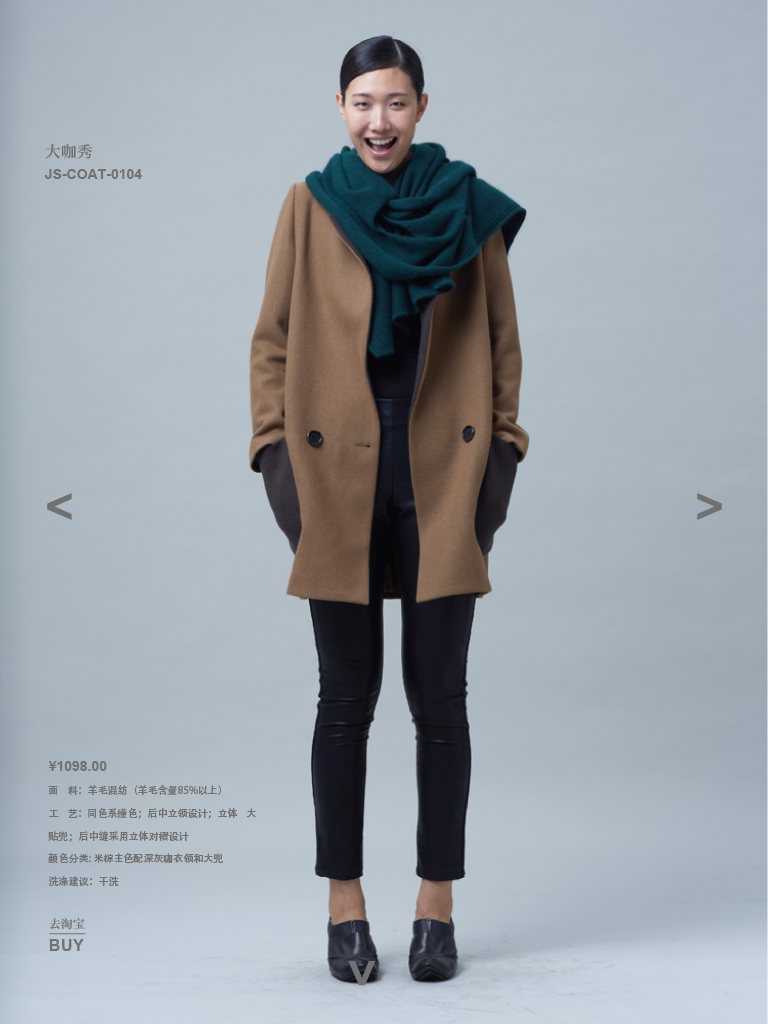 大咖秀
JS-COAT-0104
<
>
¥1098.00
面　料：羊毛混纺（羊毛含量85%以上）
工　艺：同色系撞色；后中立领设计；立体　大
贴兜；后中缝采用立体对褶设计
颜色分类: 米棕主色配深灰咖衣领和大兜
洗涤建议：干洗
去淘宝
BUY
V